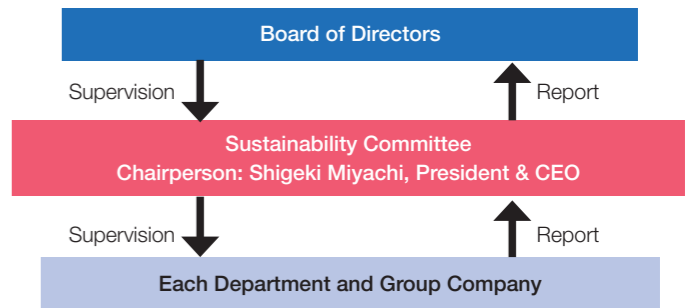 Board of Directors
Supervision
Report
Sustainability Committee
Chairperson: Shigeki Miyachi, President & CEO
Supervision
Report
Each Department and Group Company